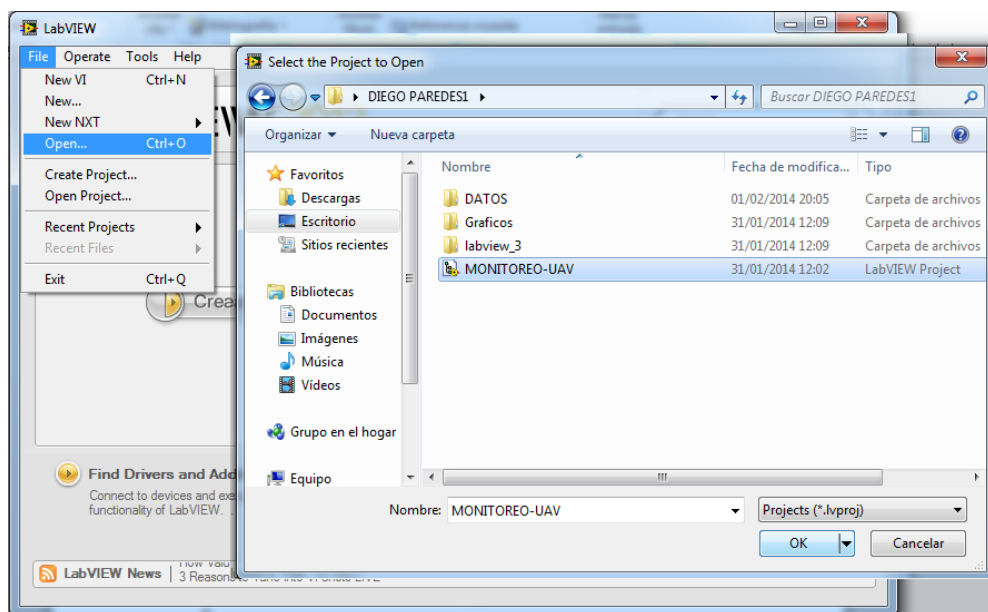 LabVIEW
File Operate Tools Help
New VI Ctrl+N
New...
New NXT
Open... Ctrl+O
Create Project...
Open Project...
Recent Projects
Recent Files
Exit Ctrl+Q
Crea
Find Drivers and Add
Connect to devices and exe
functionality of LabVIEW.
LabVIEW News
3 Reasons
Select the Project to Open
DIEGO PAREDES1
Buscar DIEGO PAREDES1
Organizar Nueva carpeta
Favoritos
Descargas
Escritorio
Sitios recientes
Bibliotecas
Documentos
Imágenes
Música
Vídeos
Grupo en el hogar
Equipo
Nombre Fecha de modifica... Tipo
DATOS 01/02/2014 20:05 Carpeta de archivos
Graficos 31/01/2014 12:09 Carpeta de archivos
labview_3 31/01/2014 12:09 Carpeta de archivos
MONITOREO-UAV 31/01/2014 12:02 LabVIEW Project
Nombre: MONITOREO-UAV Projects (*.lvproj)
OK Cancelar